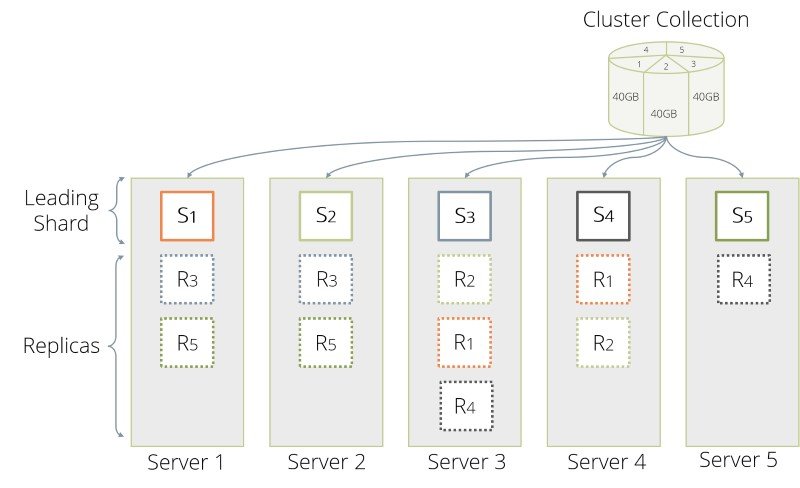 Cluster Collection
4 5
1 2 3
40GB 40GB 40GB
Leading
Shard
S1 S2 S3 S4 S5
Replicas
R3 R3 R2 R1 R4
R5 R5 R1 R2
R4
Server 1 Server 2 Server 3 Server 4 Server 5